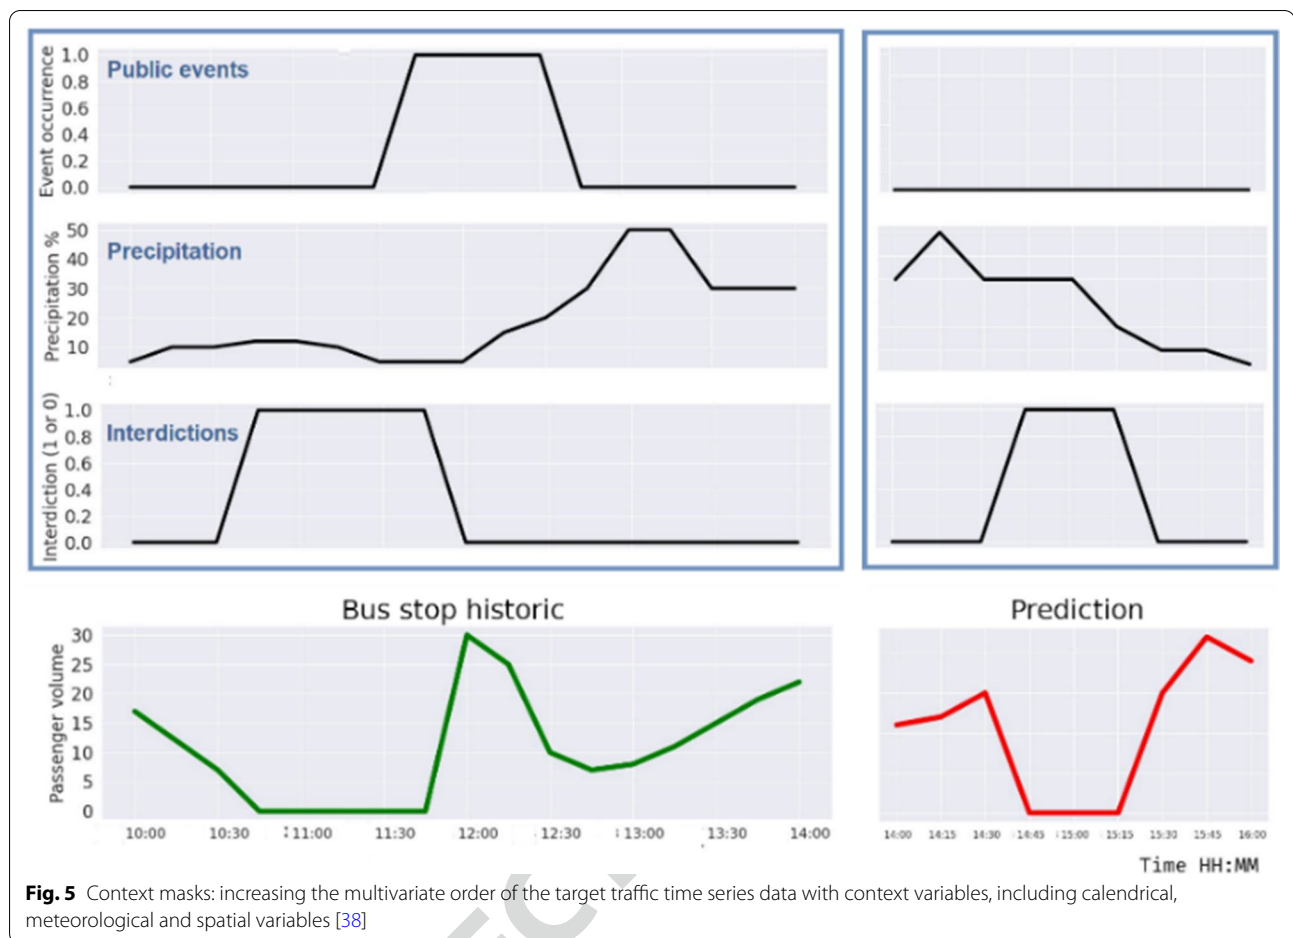 Public events
Event occurrence
1.0
0.8
0.6
0.4
0.2
0.0
Precipitation
Precipitation %
50
40
30
20
10
Interdictions
Interdiction (1 or 0)
1.0
0.8
0.6
0.4
0.2
0.0
Bus stop historic
Passenger volume
30
25
20
15
10
5
0
10:00 10:30 11:00 11:30 12:00 12:30 13:00 13:30 14:00
Prediction
14:00 14:15 14:30 14:45 15:00 15:15 15:30 15:45 16:00
Time HH:MM
Fig. 5 Context masks: increasing the multivariate order of the target traffic time series data with context variables, including calendrical,
meteorological and spatial variables [38]